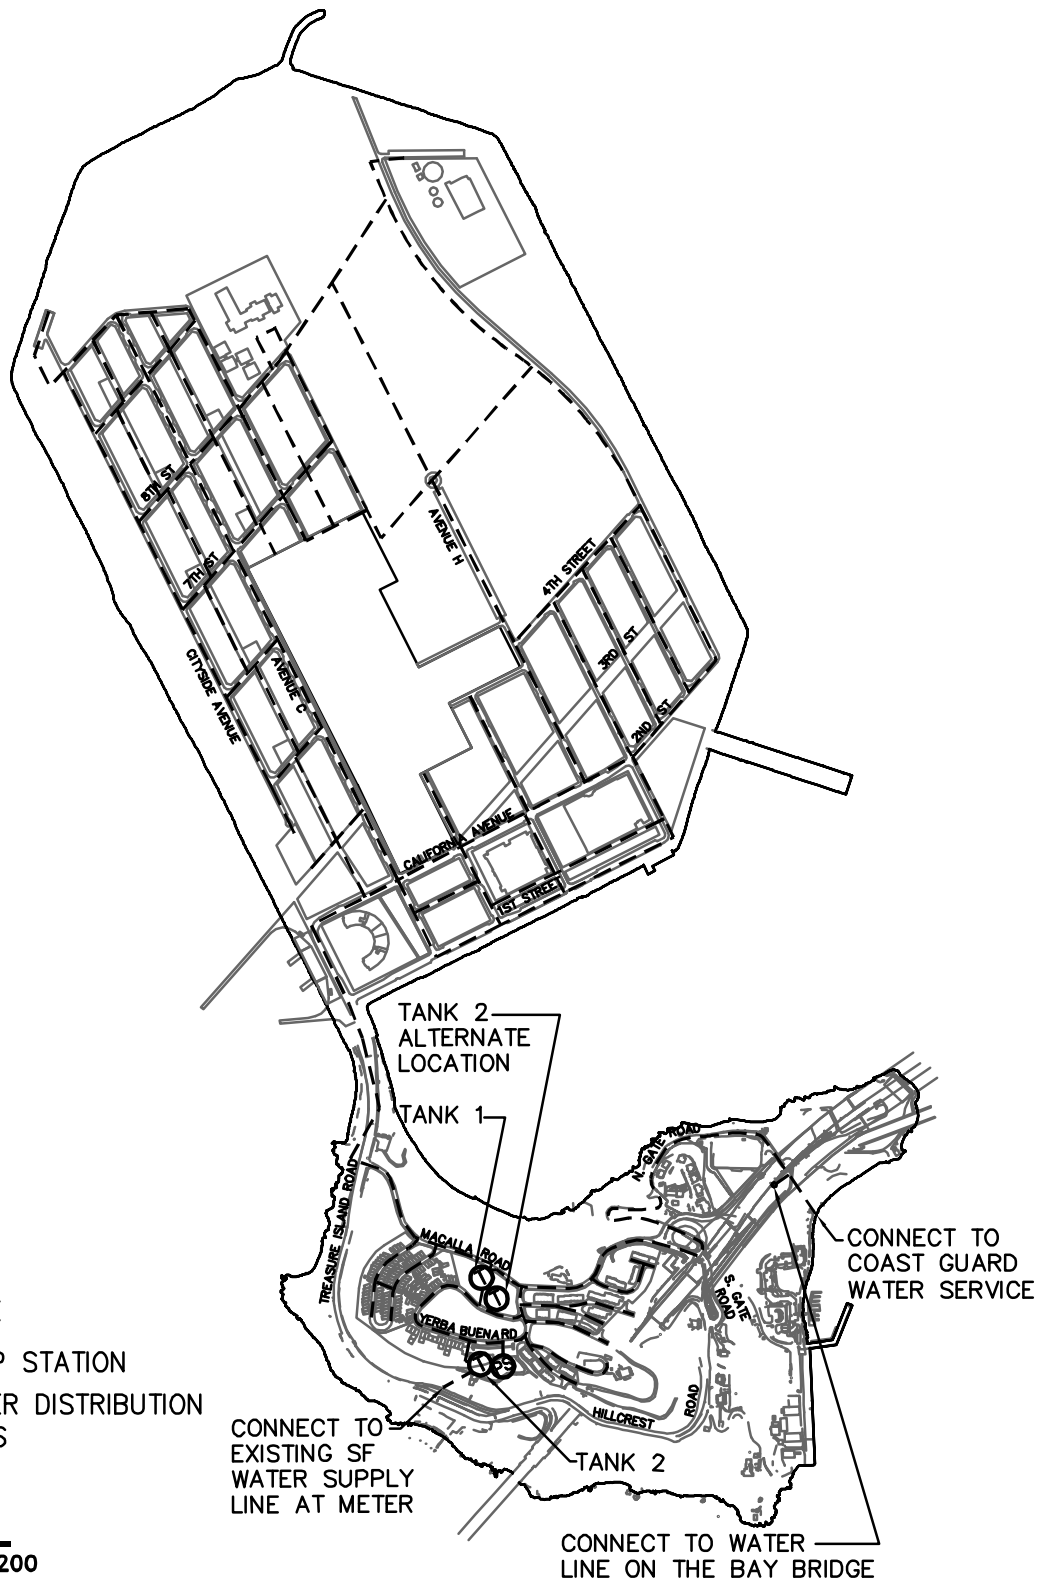 8TH ST
7TH ST
AVENUE H
4TH STREET
3RD ST
2ND ST
CITYSIDE AVENUE
AVENUE C
CALIFORNIA AVENUE
1ST STREET
TANK 2
ALTERNATE
LOCATION
TANK 1
TREASURE ISLAND ROAD
N. GATE ROAD
MACALLA ROAD
CONNECT TO
COAST GUARD
WATER SERVICE
S. GATE
ROAD
YERBA BUENARD
P STATION
ER DISTRIBUTION
S
HILLCREST
ROAD
CONNECT TO
EXISTING SF
WATER SUPPLY
LINE AT METER
TANK 2
CONNECT TO WATER
LINE ON THE BAY BRIDGE
200